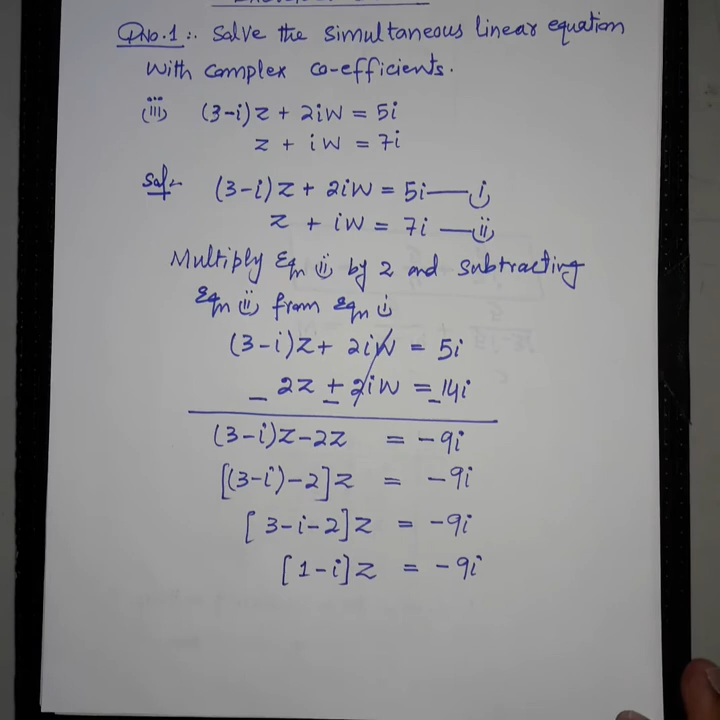 QNo.1:. Solve the simultaneous linear equation
with complex co-efficients.
(iii) (3-i)z + 2iw = 5i
z + iw = 7i
Sol:- (3-i)z + 2iw = 5i — i
z + iw = 7i — ii
Multiply Eqn ii by 2 and subtracting
Eqn ii from Eqn i
(3-i)z + 2iw = 5i
_ 2z ± 2iw = _14i
(3-i)z-2z = -9i
[(3-i)-2]z = -9i
[3-i-2]z = -9i
[1-i]z = -9i